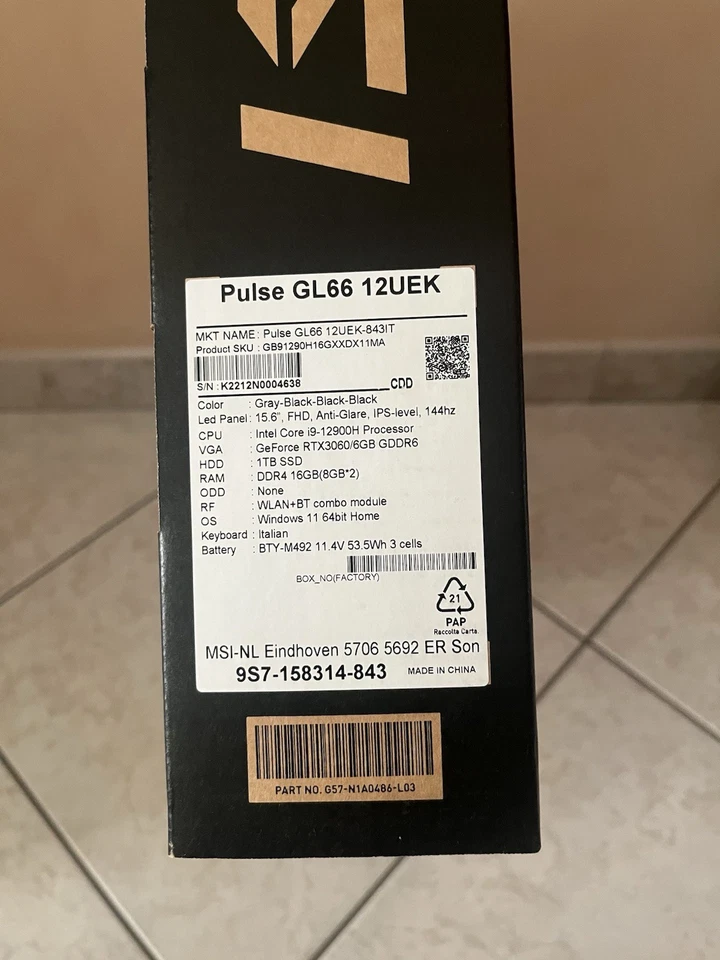 Pulse GL66 12UEK
MKT NAME : Pulse GL66 12UEK-843IT
Product SKU : GB91290H16GXXDX11MA
S/N : K2212N0004638 __CDD
Color : Gray-Black-Black-Black
Led Panel : 15.6", FHD, Anti-Glare, IPS-level, 144hz
CPU : Intel Core i9-12900H Processor
VGA : GeForce RTX3060/6GB GDDR6
HDD : 1TB SSD
RAM : DDR4 16GB(8GB*2)
ODD : None
RF : WLAN+BT combo module
OS : Windows 11 64bit Home
Keyboard : Italian
Battery : BTY-M492 11.4V 53.5Wh 3 cells
BOX_NO(FACTORY)
21
PAP
Raccolta Carta.
MSI-NL Eindhoven 5706 5692 ER Son
9S7-158314-843 MADE IN CHINA
PART NO. G57-N1A0486-L03